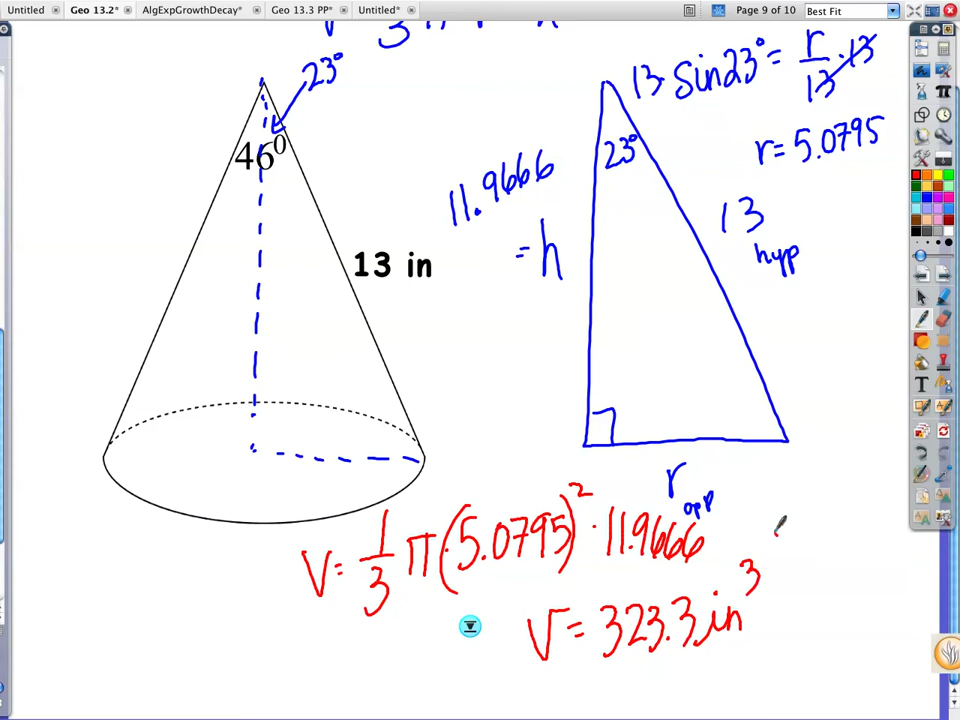 Untitled
Geo 13.2*
AlgExpGrowthDecay*
Geo 13.3 PP*
Untitled*
Page 9 of 10
Best Fit
23°
46⁰
13 in
11.9666
= h
23°
13· sin23° = r/13 · 13
r = 5.0795
13
hyp
r
opp
V = 1/3 π (5.0795)² · 11.9666
V = 323.3 in³